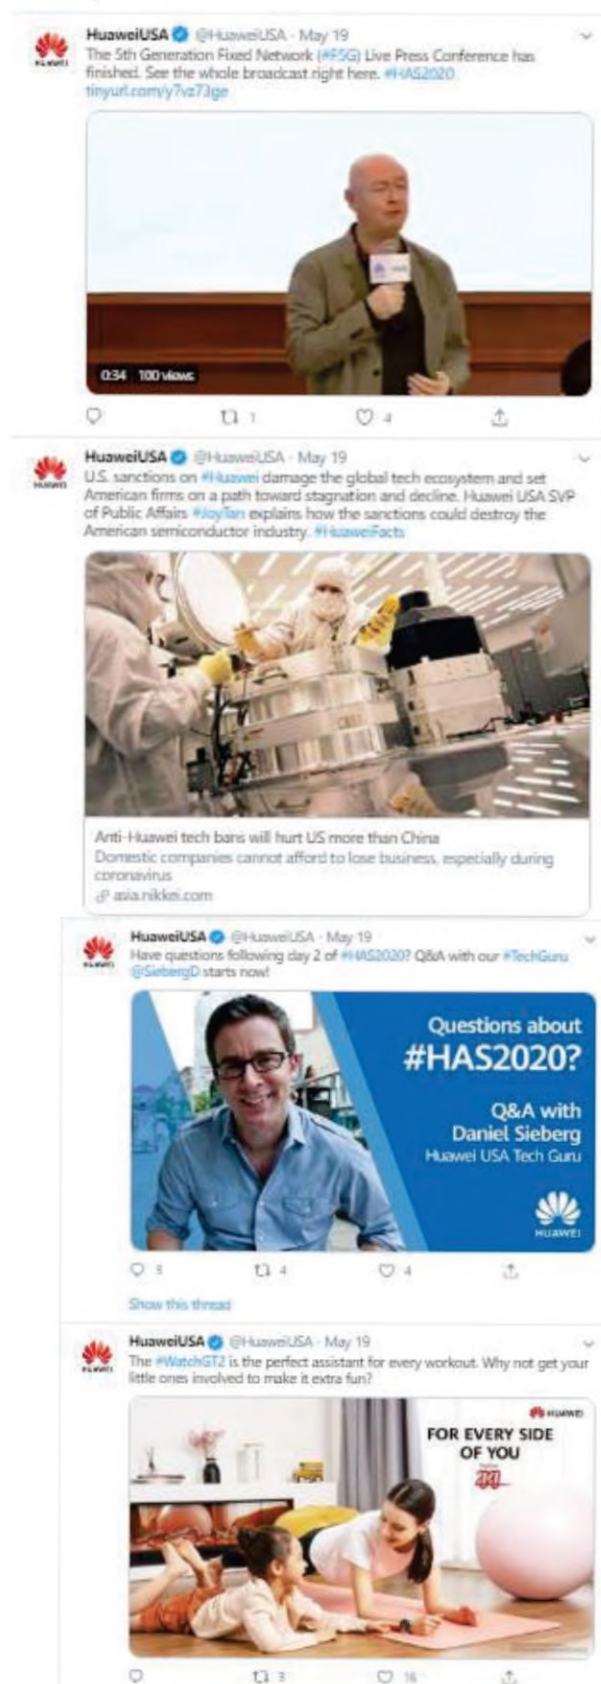 HuaweiUSA @HuaweiUSA · May 19
The 5th Generation Fixed Network (#F5G) Live Press Conference has
finished. See the whole broadcast right here. #HAS2020
tinyurl.com/y7vz73ge
0:34 100 views
1 4
HUAWEI
HuaweiUSA @HuaweiUSA · May 19
U.S. sanctions on #Huawei damage the global tech ecosystem and set
American firms on a path toward stagnation and decline. Huawei USA SVP
of Public Affairs #JoyTan explains how the sanctions could destroy the
American semiconductor industry. #HuaweiFacts
HUAWEI
Anti-Huawei tech bans will hurt US more than China
Domestic companies cannot afford to lose business, especially during
coronavirus
asia.nikkei.com
HuaweiUSA @HuaweiUSA · May 19
Have questions following day 2 of #HAS2020? Q&A with our #TechGuru
@SiebergD starts now!
HUAWEI
Questions about
#HAS2020?
Q&A with
Daniel Sieberg
Huawei USA Tech Guru
HUAWEI
3 4 4
Show this thread
HuaweiUSA @HuaweiUSA · May 19
The #WatchGT2 is the perfect assistant for every workout. Why not get your
little ones involved to make it extra fun?
HUAWEI
HUAWEI
FOR EVERY SIDE
OF YOU
3 16